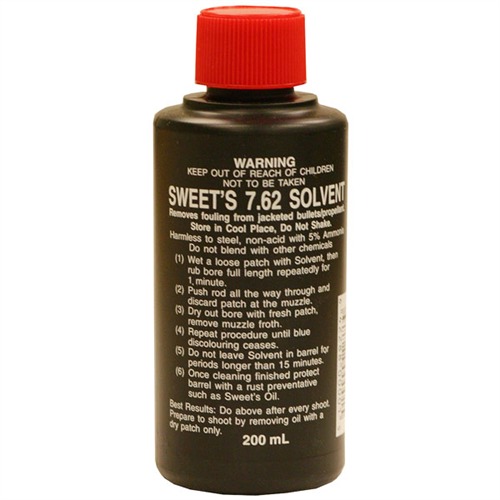 WARNING
KEEP OUT OF REACH OF CHILDREN
NOT TO BE TAKEN
SWEET'S 7.62 SOLVENT
Removes fouling from jacketed bullets/propellent.
Store in Cool Place, Do Not Shake.
Harmless to steel, non-acid with 5% Ammonia
Do not blend with other chemicals
(1) Wet a loose patch with Solvent, then
rub bore full length repeatedly for
1 minute.
(2) Push rod all the way through and
discard patch at the muzzle.
(3) Dry out bore with fresh patch,
remove muzzle froth.
(4) Repeat procedure until blue
discolouring ceases.
(5) Do not leave Solvent in barrel for
periods longer than 15 minutes.
(6) Once cleaning finished protect
barrel with a rust preventative
such as Sweet's Oil.
Best Results: Do above after every shoot.
Prepare to shoot by removing oil with a
dry patch only.
200 mL